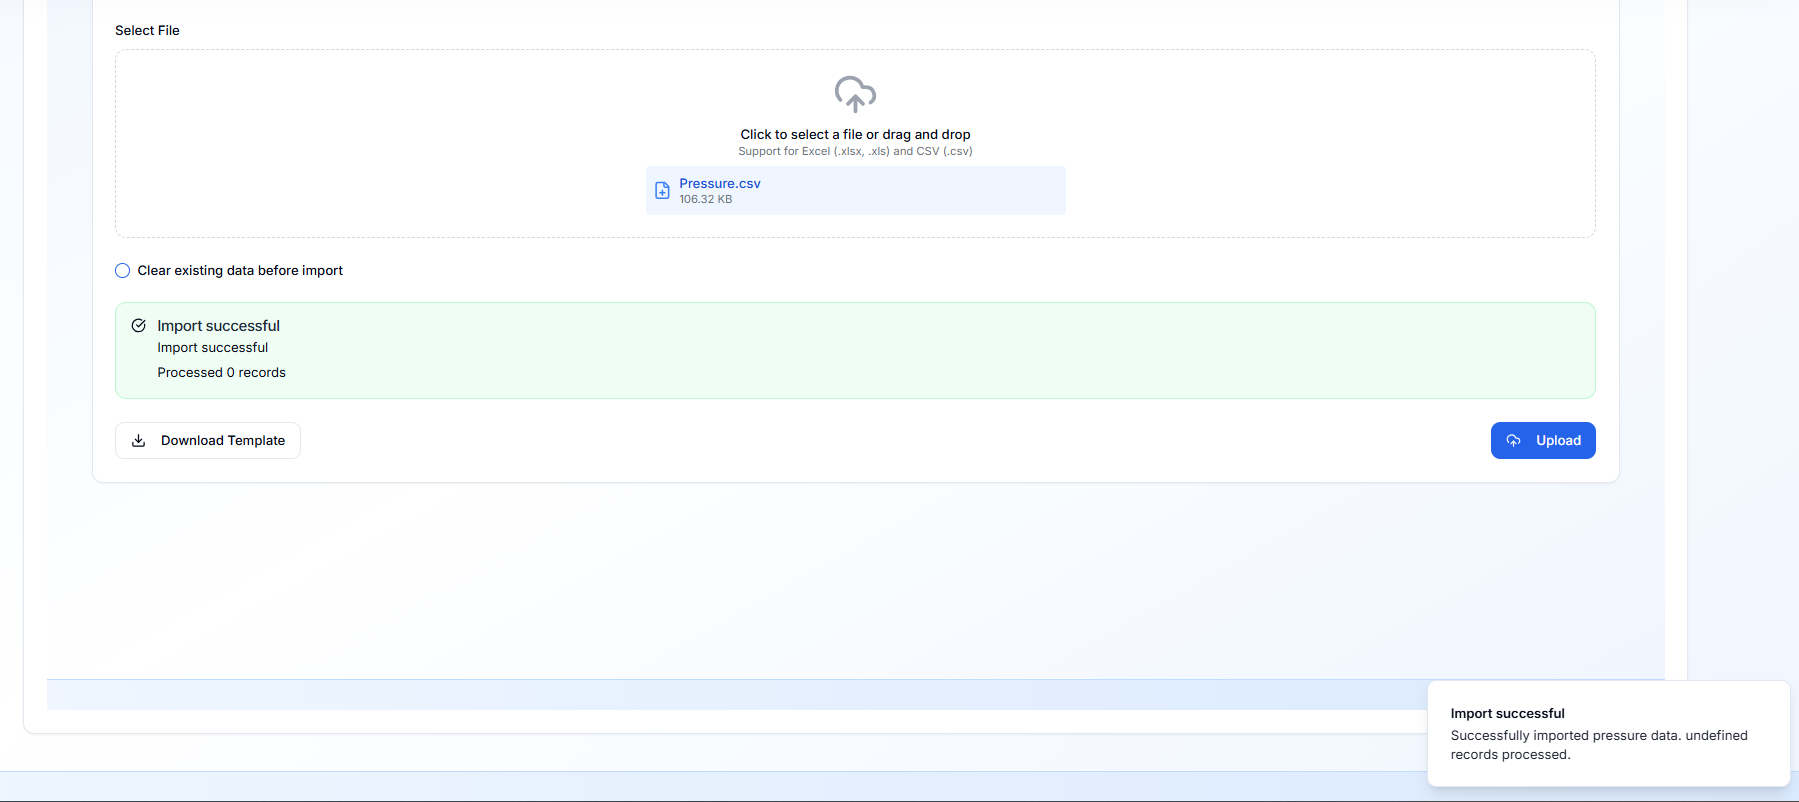 Select File
Click to select a file or drag and drop
Support for Excel (.xlsx, .xls) and CSV (.csv)
Pressure.csv
106.32 KB
Clear existing data before import
Import successful
Import successful
Processed 0 records
Download Template
Upload
Import successful
Successfully imported pressure data. undefined
records processed.